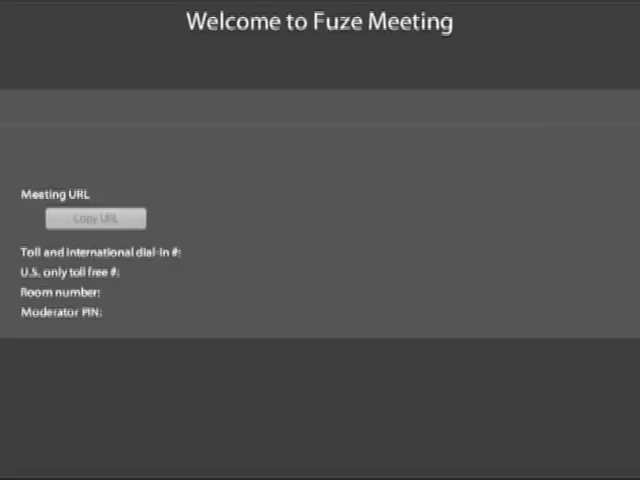 Welcome to Fuze Meeting
Meeting URL
Copy URL
Toll and International dial-in #:
U.S. only toll free #:
Room number:
Moderator PIN: